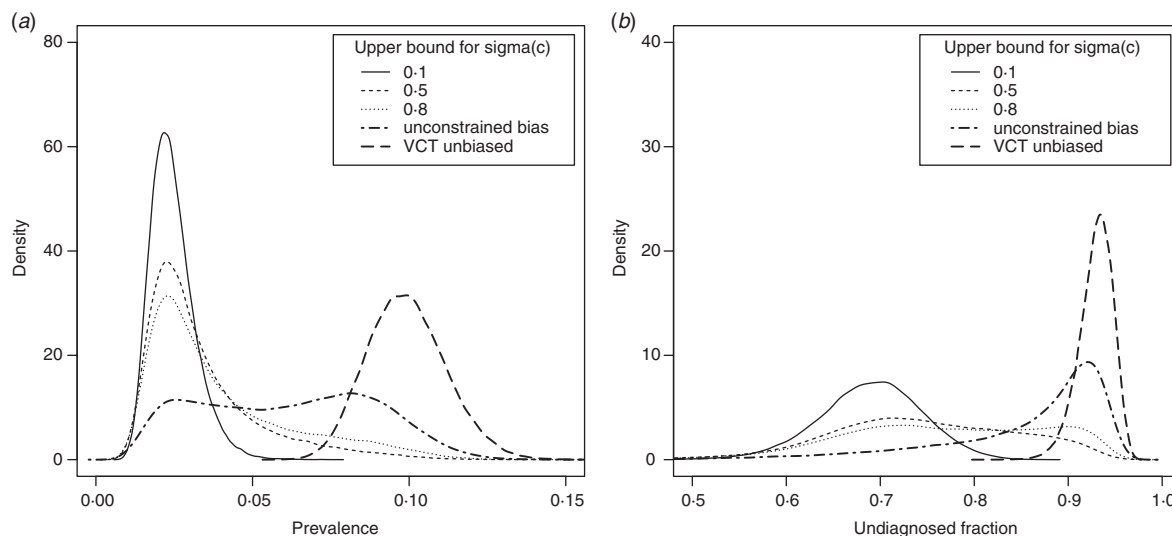 (a)
80
60
40
20
0
Density
0·00
0·05
0·10
0·15
Prevalence
Upper bound for sigma(c)
0·1
0·5
0·8
unconstrained bias
VCT unbiased
(b)
40
30
20
10
0
Density
0·5
0·6
0·7
0·8
0·9
1·0
Undiagnosed fraction
Upper bound for sigma(c)
0·1
0·5
0·8
unconstrained bias
VCT unbiased